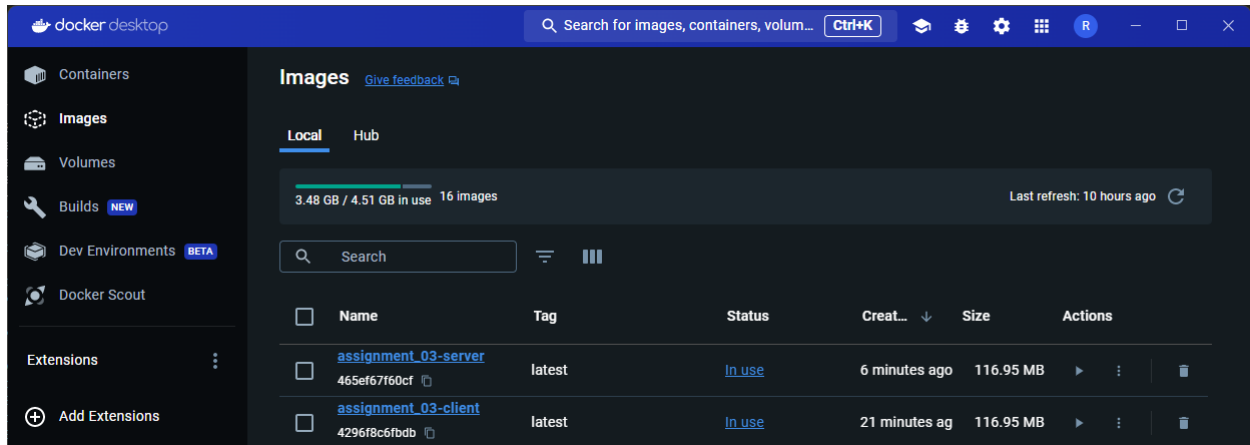 docker desktop
Search for images, containers, volum... Ctrl+K
R
Containers
Images
Volumes
Builds NEW
Dev Environments BETA
Docker Scout
Extensions
Add Extensions
Images Give feedback
Local Hub
3.48 GB / 4.51 GB in use 16 images
Last refresh: 10 hours ago
Search
Name Tag Status Creat... Size Actions
assignment_03-server
465ef67f60cf
latest In use 6 minutes ago 116.95 MB
assignment_03-client
4296f8c6fbdb
latest In use 21 minutes ag 116.95 MB